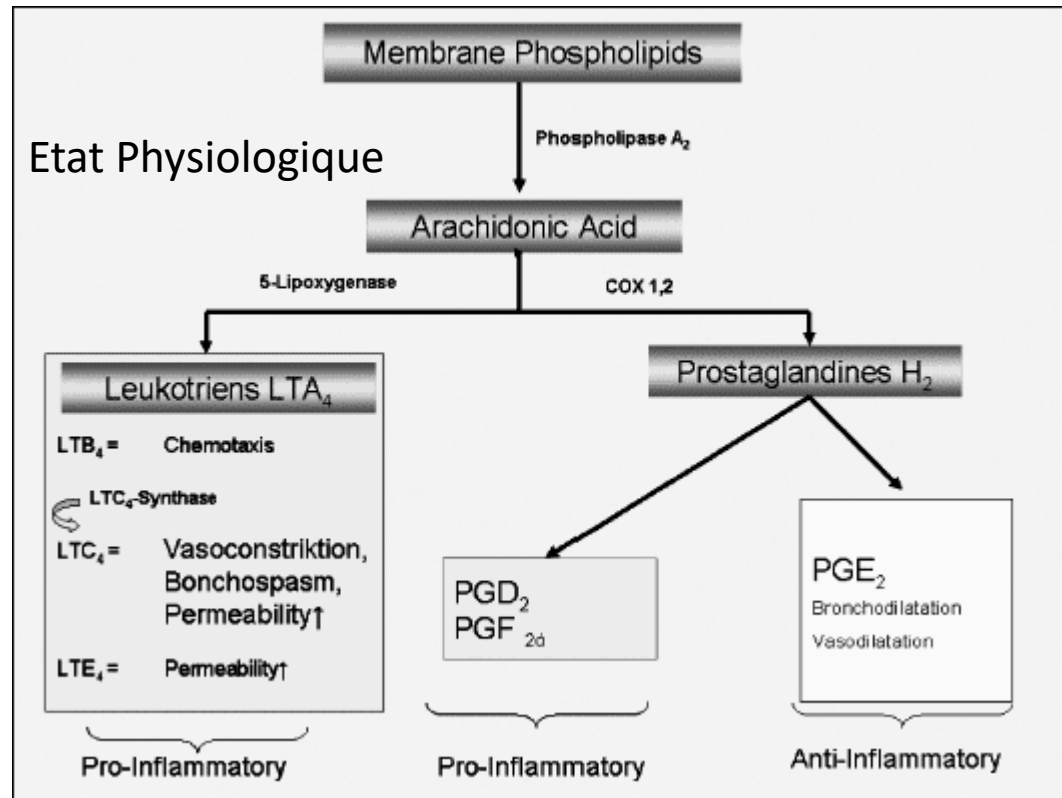 Membrane Phospholipids
Phospholipase A₂
Etat Physiologique
Arachidonic Acid
5-Lipoxygenase
COX 1,2
Leukotriens LTA₄
LTB₄ = Chemotaxis
LTC₄-Synthase
LTC₄ = Vasoconstriktion,
Bonchospasm,
Permeability↑
LTE₄ = Permeability↑
Pro-Inflammatory
Prostaglandines H₂
PGD₂
PGF ₂d
Pro-Inflammatory
PGE₂
Bronchodilatation
Vasodilatation
Anti-Inflammatory